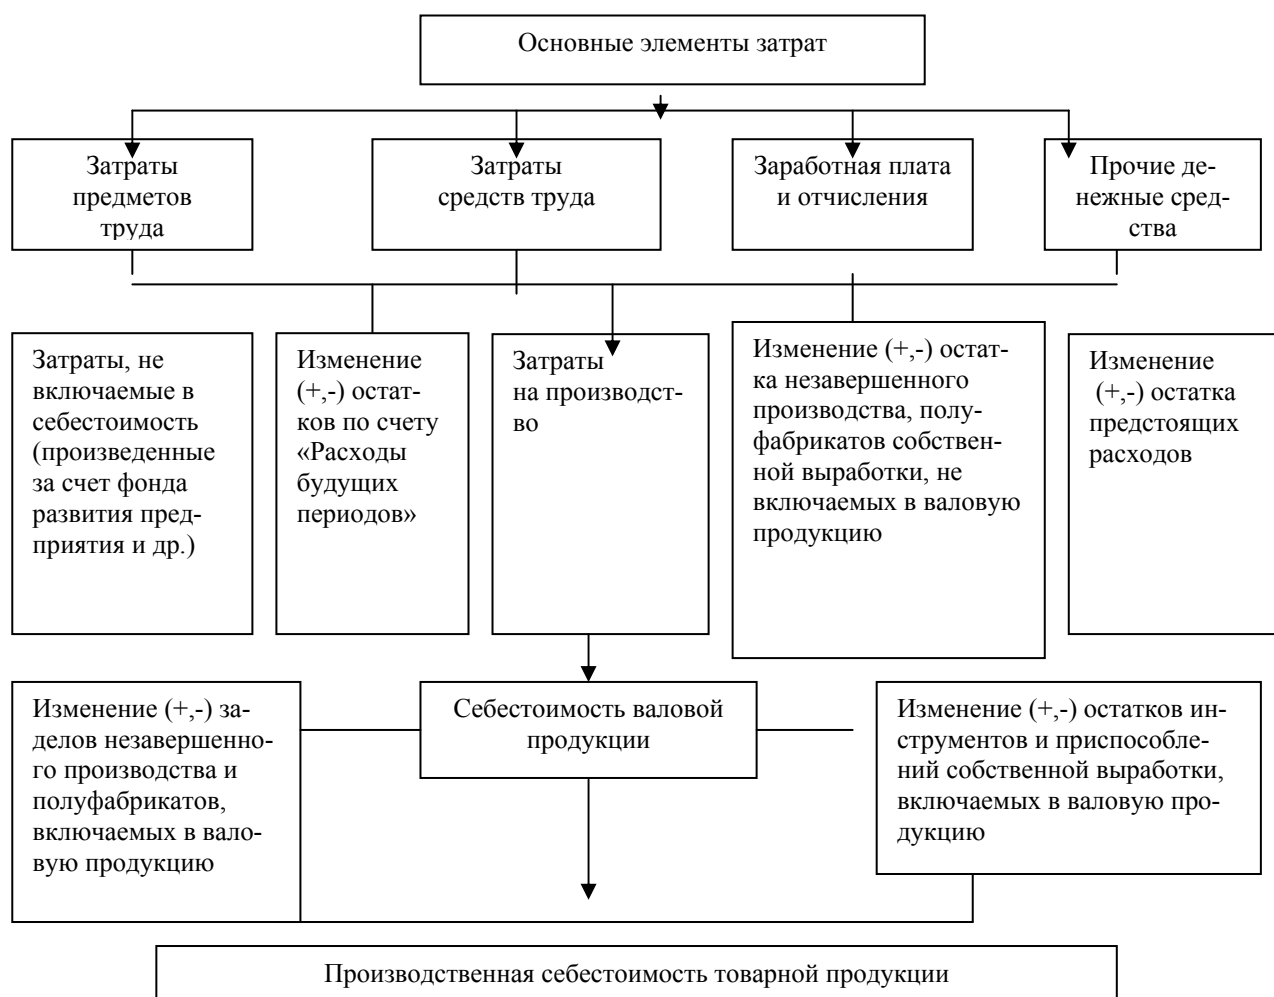 Основные элементы затрат
Затраты
предметов
труда
Затраты
средств труда
Заработная плата
и отчисления
Прочие де-
нежные сред-
ства
Затраты, не
включаемые в
себестоимость
(произведенные
за счет фонда
развития пред-
приятия и др.)
Изменение
(+,-) остат-
ков по счету
«Расходы
будущих
периодов»
Затраты
на производст-
во
Изменение (+,-) остат-
ка незавершенного
производства, полу-
фабрикатов собствен-
ной выработки, не
включаемых в валовую
продукцию
Изменение
(+,-) остатка
предстоящих
расходов
Изменение (+,-) за-
делов незавершенно-
го производства и
полуфабрикатов,
включаемых в вало-
вую продукцию
Себестоимость валовой
продукции
Изменение (+,-) остатков ин-
струментов и приспособле-
ний собственной выработки,
включаемых в валовую про-
дукцию
Производственная себестоимость товарной продукции